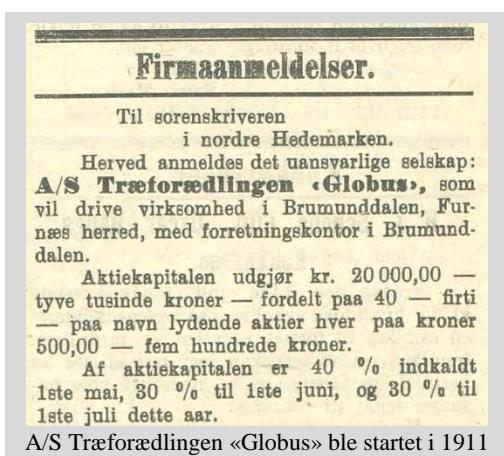 Firmaanmeldelser.
Til sorenskriveren
i nordre Hedemarken.
Herved anmeldes det uansvarlige selskap:
A/S Træforædlingen «Globus», som
vil drive virksomhed i Brumunddalen, Fur-
næs herred, med forretningskontor i Brumund-
dalen.
Aktiekapitalen udgjør kr. 20 000,00 —
tyve tusinde kroner — fordelt paa 40 — firti
— paa navn lydende aktier hver paa kroner
500,00 — fem hundrede kroner.
Af aktiekapitalen er 40 % indkaldt
1ste mai, 30 % til 1ste juni, og 30 % til
1ste juli dette aar.
A/S Træforædlingen «Globus» ble startet i 1911